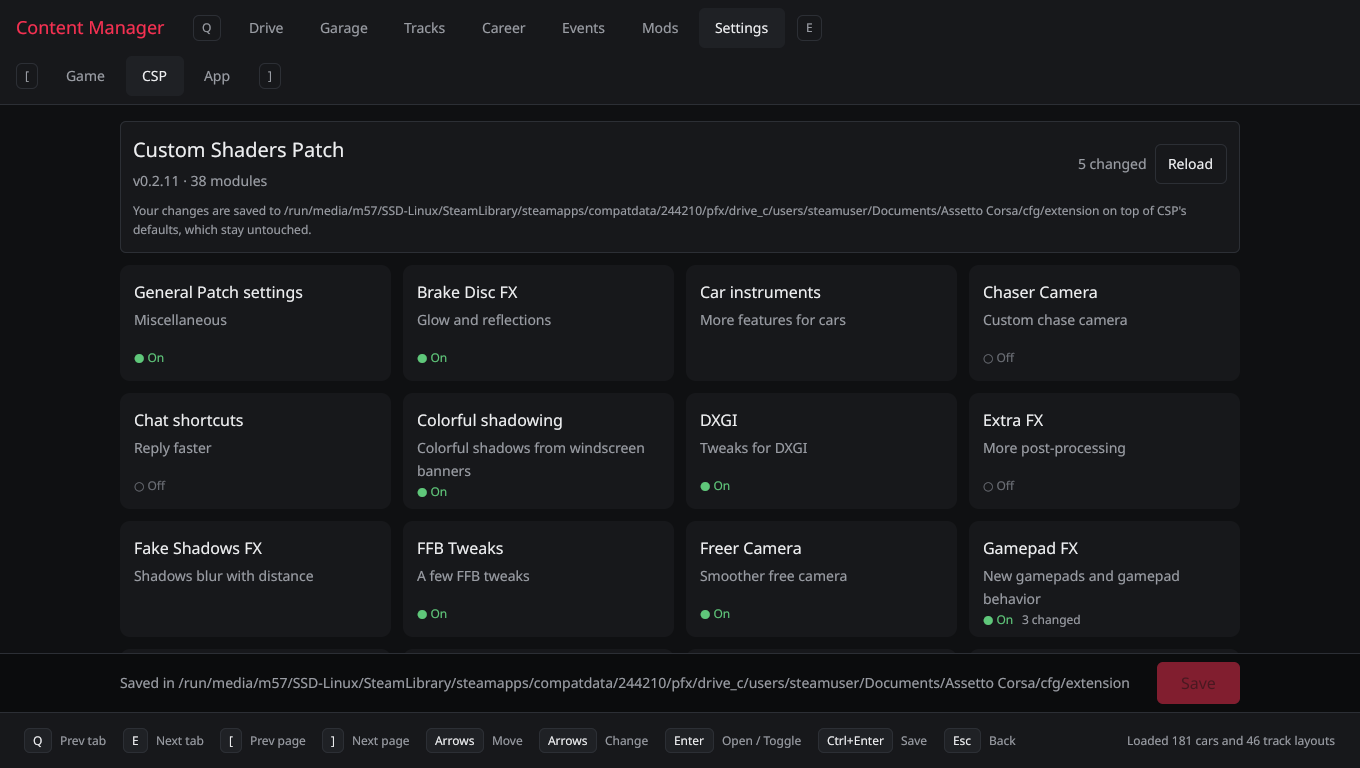 Content Manager Q Drive Garage Tracks Career Events Mods Settings E
[ Game CSP App ]
Custom Shaders Patch
v0.2.11 · 38 modules
5 changed Reload
Your changes are saved to /run/media/m57/SSD-Linux/SteamLibrary/steamapps/compatdata/244210/pfx/drive_c/users/steamuser/Documents/Assetto Corsa/cfg/extension on top of CSP's
defaults, which stay untouched.
General Patch settings
Miscellaneous
On
Brake Disc FX
Glow and reflections
On
Car instruments
More features for cars
Chaser Camera
Custom chase camera
Off
Chat shortcuts
Reply faster
Off
Colorful shadowing
Colorful shadows from windscreen
banners
On
DXGI
Tweaks for DXGI
On
Extra FX
More post-processing
Off
Fake Shadows FX
Shadows blur with distance
FFB Tweaks
A few FFB tweaks
On
Freer Camera
Smoother free camera
On
Gamepad FX
New gamepads and gamepad
behavior
On 3 changed
Saved in /run/media/m57/SSD-Linux/SteamLibrary/steamapps/compatdata/244210/pfx/drive_c/users/steamuser/Documents/Assetto Corsa/cfg/extension Save
Q Prev tab E Next tab [ Prev page ] Next page Arrows Move Arrows Change Enter Open / Toggle Ctrl+Enter Save Esc Back Loaded 181 cars and 46 track layouts